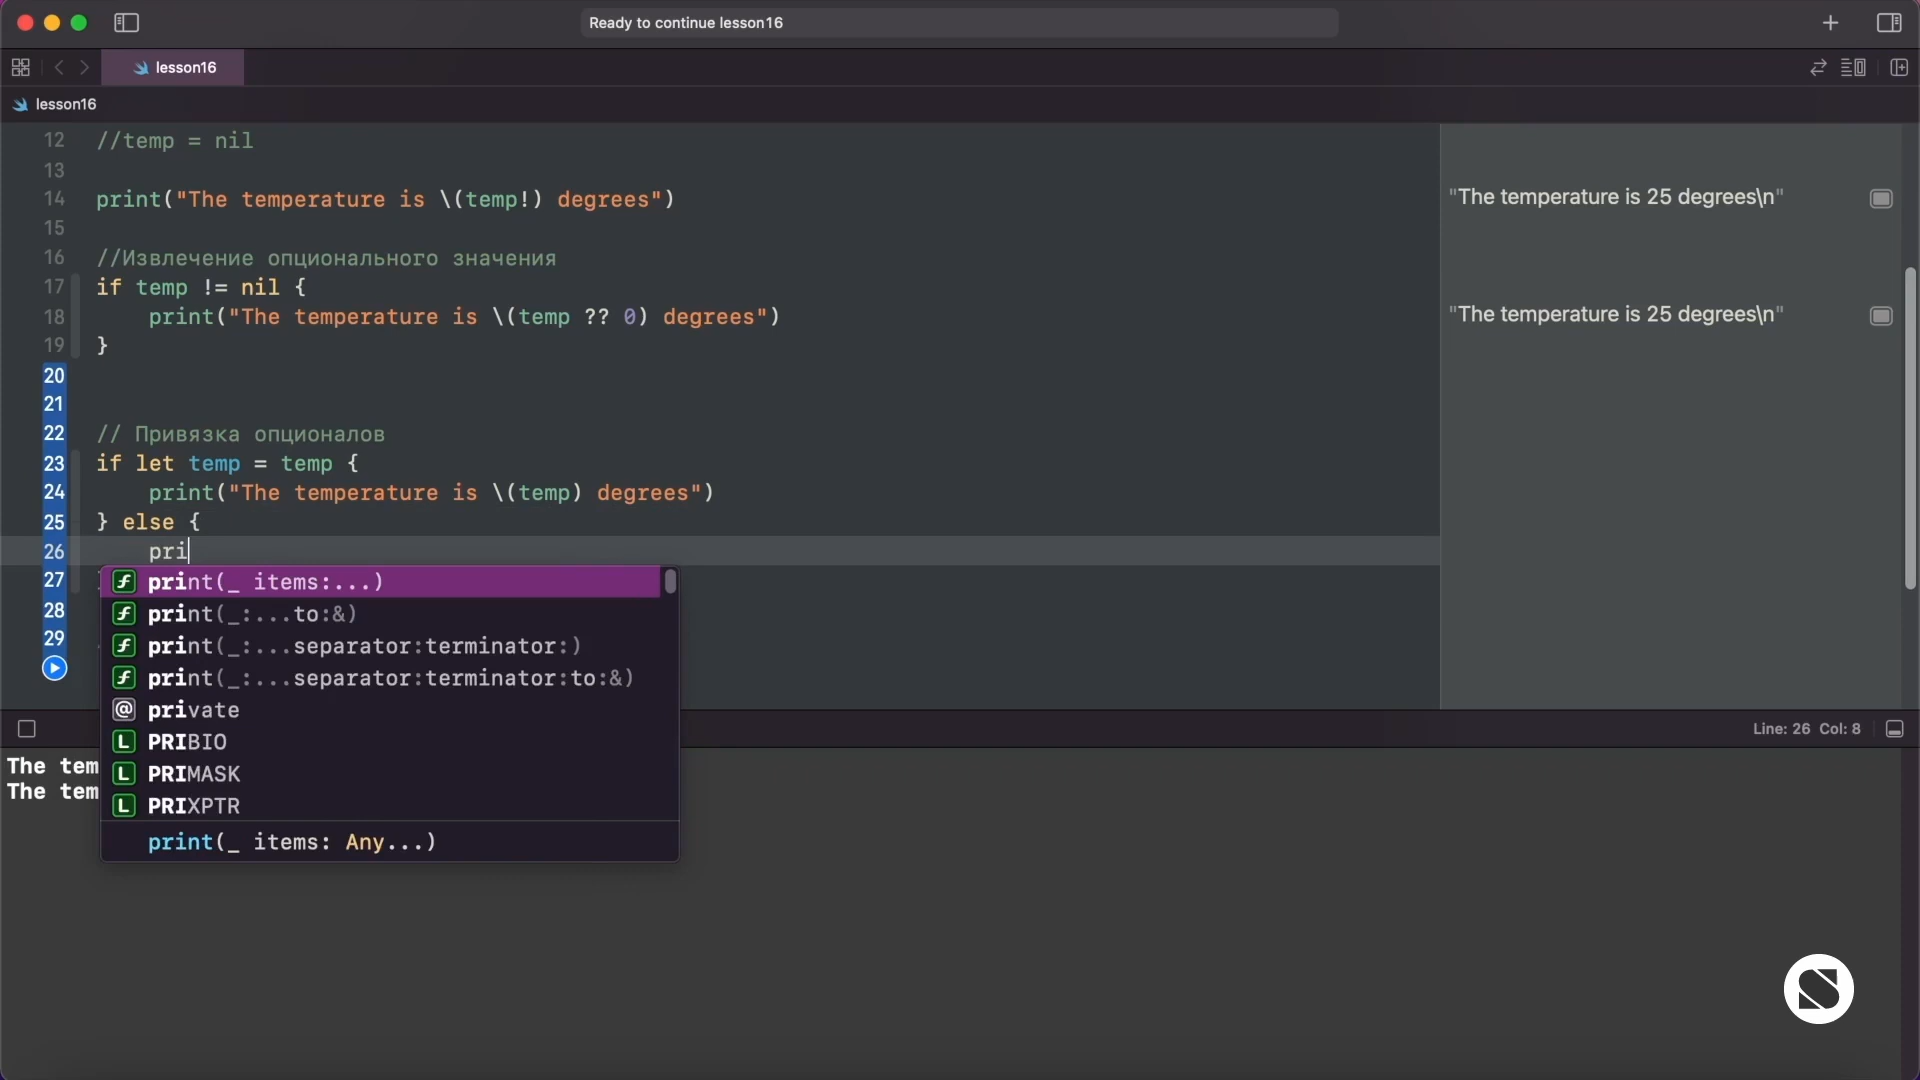 Ready to continue lesson16
lesson16
lesson16
12 //temp = nil
13
14 print("The temperature is \(temp!) degrees")
"The temperature is 25 degrees\n"
15
16 //Извлечение опционального значения
17 if temp != nil {
18 print("The temperature is \(temp ?? 0) degrees")
"The temperature is 25 degrees\n"
19 }
20
21
22 // Привязка опционалов
23 if let temp = temp {
24 print("The temperature is \(temp) degrees")
25 } else {
26 pri
27
28
29
print(_ items:...)
print(_:...to:&)
print(_:...separator:terminator:)
print(_:...separator:terminator:to:&)
@ private
L PRIBIO
L PRIMASK
L PRIXPTR
print(_ items: Any...)
Line: 26 Col: 8
The tem
The tem